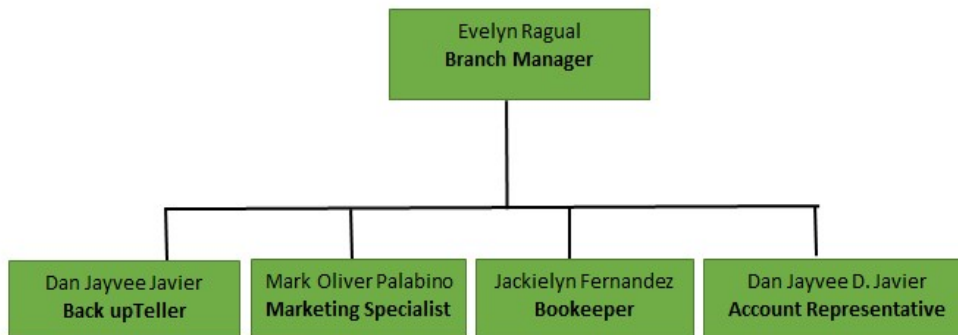 Evelyn Ragual
Branch Manager
Dan Jayvee Javier
Back upTeller
Mark Oliver Palabino
Marketing Specialist
Jackielyn Fernandez
Bookeeper
Dan Jayvee D. Javier
Account Representative